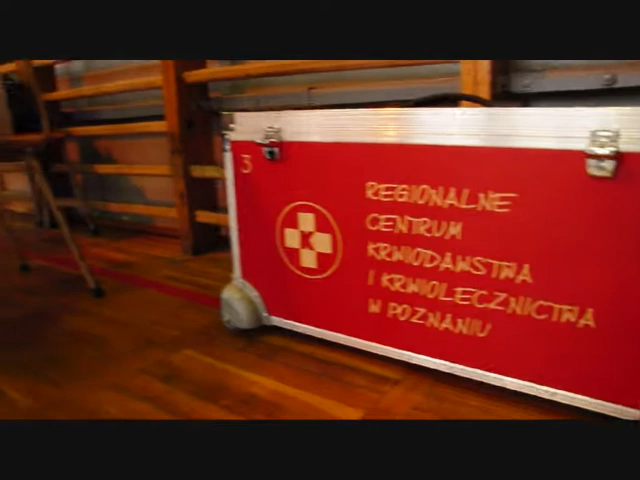 3
REGIONALNE
CENTRUM
KRWIODAWSTWA
I KRWIOLECZNICTWA
W POZNANIU
K